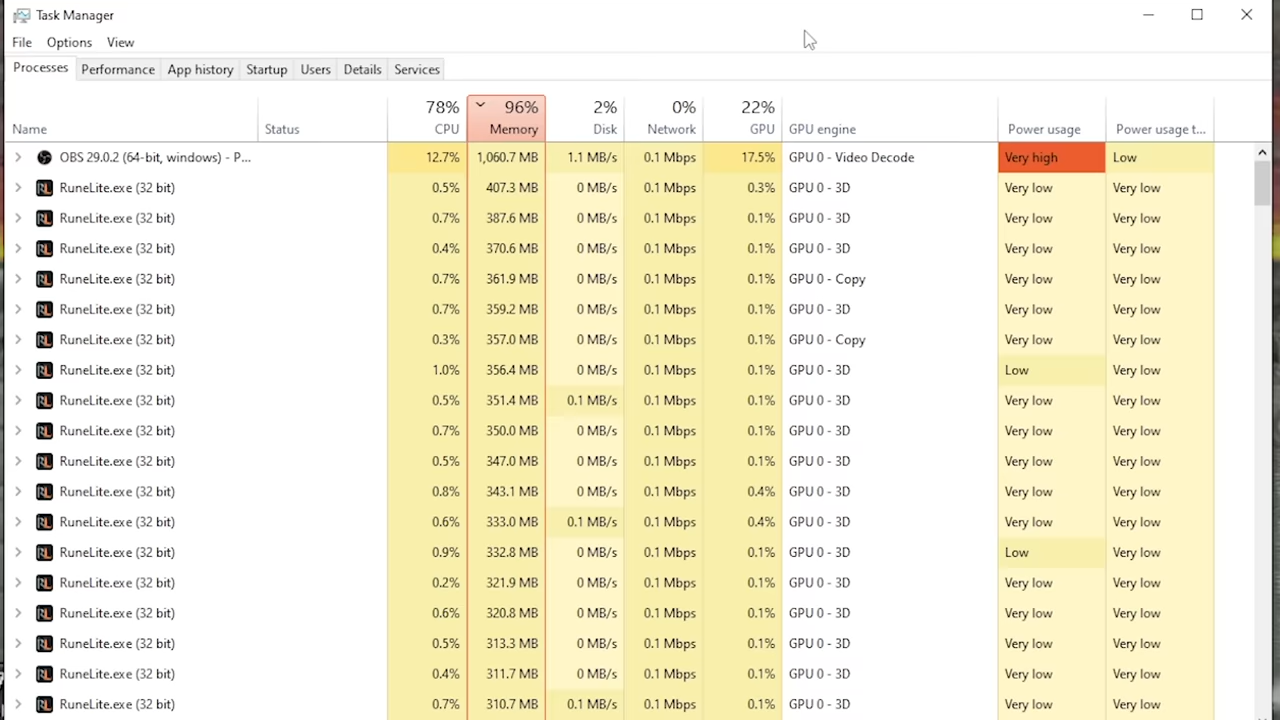 Task Manager
File Options View
Processes Performance App history Startup Users Details Services
78% 96% 2% 0% 22%
Name Status CPU Memory Disk Network GPU GPU engine Power usage Power usage t...
OBS 29.0.2 (64-bit, windows) - P... 12.7% 1,060.7 MB 1.1 MB/s 0.1 Mbps 17.5% GPU 0 - Video Decode Very high Low
RuneLite.exe (32 bit) 0.5% 407.3 MB 0 MB/s 0.1 Mbps 0.3% GPU 0 - 3D Very low Very low
RuneLite.exe (32 bit) 0.7% 387.6 MB 0 MB/s 0.1 Mbps 0.1% GPU 0 - 3D Very low Very low
RuneLite.exe (32 bit) 0.4% 370.6 MB 0 MB/s 0.1 Mbps 0.1% GPU 0 - 3D Very low Very low
RuneLite.exe (32 bit) 0.7% 361.9 MB 0 MB/s 0.1 Mbps 0.1% GPU 0 - Copy Very low Very low
RuneLite.exe (32 bit) 0.7% 359.2 MB 0 MB/s 0.1 Mbps 0.1% GPU 0 - 3D Very low Very low
RuneLite.exe (32 bit) 0.3% 357.0 MB 0 MB/s 0.1 Mbps 0.1% GPU 0 - Copy Very low Very low
RuneLite.exe (32 bit) 1.0% 356.4 MB 0 MB/s 0.1 Mbps 0.1% GPU 0 - 3D Low Very low
RuneLite.exe (32 bit) 0.5% 351.4 MB 0.1 MB/s 0.1 Mbps 0.1% GPU 0 - 3D Very low Very low
RuneLite.exe (32 bit) 0.7% 350.0 MB 0 MB/s 0.1 Mbps 0.1% GPU 0 - 3D Very low Very low
RuneLite.exe (32 bit) 0.5% 347.0 MB 0 MB/s 0.1 Mbps 0.1% GPU 0 - 3D Very low Very low
RuneLite.exe (32 bit) 0.8% 343.1 MB 0 MB/s 0.1 Mbps 0.4% GPU 0 - 3D Very low Very low
RuneLite.exe (32 bit) 0.6% 333.0 MB 0.1 MB/s 0.1 Mbps 0.4% GPU 0 - 3D Very low Very low
RuneLite.exe (32 bit) 0.9% 332.8 MB 0 MB/s 0.1 Mbps 0.1% GPU 0 - 3D Low Very low
RuneLite.exe (32 bit) 0.2% 321.9 MB 0 MB/s 0.1 Mbps 0.1% GPU 0 - 3D Very low Very low
RuneLite.exe (32 bit) 0.6% 320.8 MB 0 MB/s 0.1 Mbps 0.1% GPU 0 - 3D Very low Very low
RuneLite.exe (32 bit) 0.5% 313.3 MB 0 MB/s 0.1 Mbps 0.1% GPU 0 - 3D Very low Very low
RuneLite.exe (32 bit) 0.4% 311.7 MB 0 MB/s 0.1 Mbps 0.1% GPU 0 - 3D Very low Very low
RuneLite.exe (32 bit) 0.7% 310.7 MB 0.1 MB/s 0.1 Mbps 0.1% GPU 0 - 3D Very low Very low